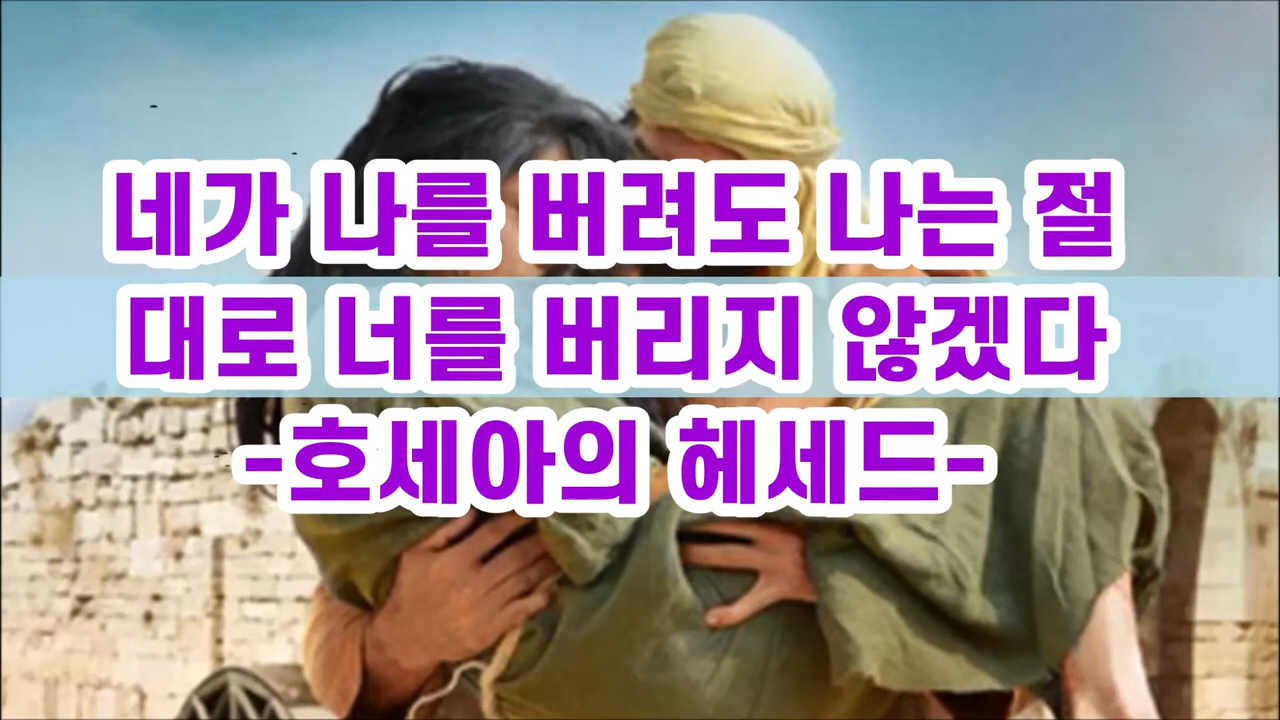 네가 나를 버려도 나는 절
대로 너를 버리지 않겠다
-호세아의 헤세드-